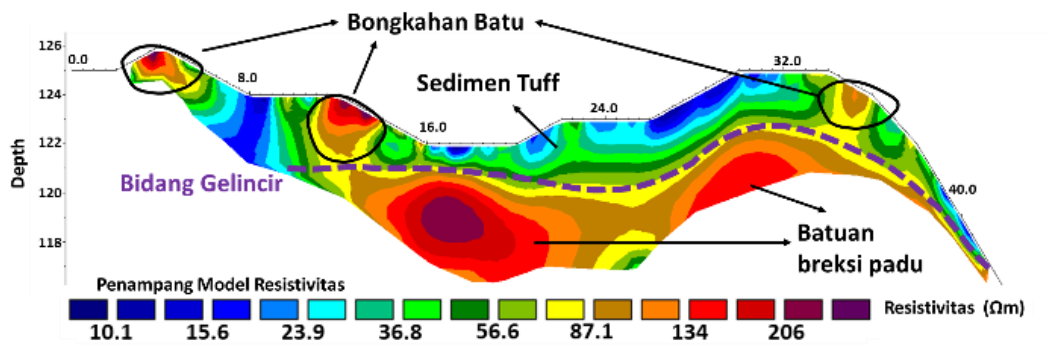 Bongkahan Batu
126
0.0
32.0
8.0
Sedimen Tuff
124
24.0
16.0
122
Depth
Bidang Gelincir
120
40.0
Batuan
breksi padu
118
Penampang Model Resistivitas
Resistivitas (Ωm)
10.1 15.6 23.9 36.8 56.6 87.1 134 206